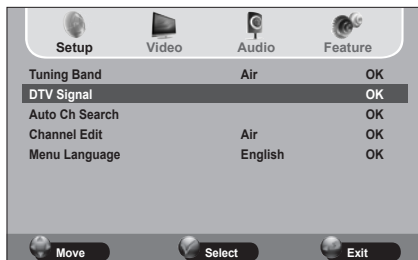 Setup Video Audio Feature
Tuning Band Air OK
DTV Signal OK
Auto Ch Search OK
Channel Edit Air OK
Menu Language English OK
Move Select Exit